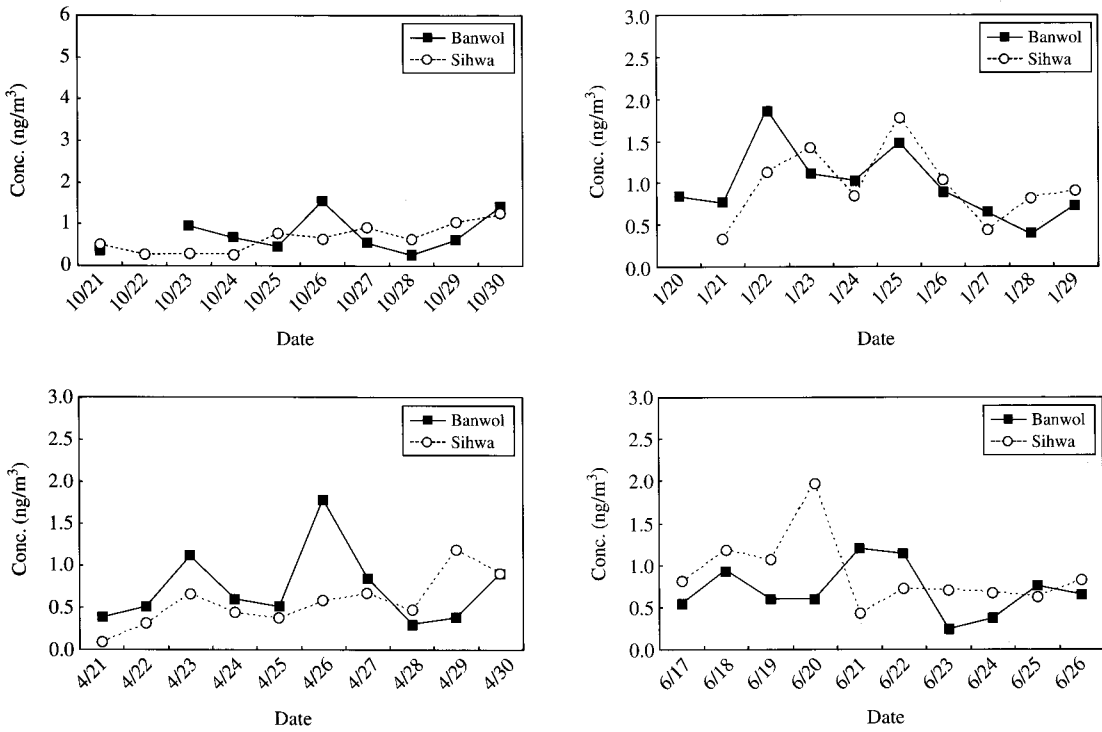 6
5
4
3
2
1
0
Conc. (ng/m³)
Banwol
Sihwa
10/21 10/22 10/23 10/24 10/25 10/26 10/27 10/28 10/29 10/30
Date
3.0
2.5
2.0
1.5
1.0
0.5
0.0
Conc. (ng/m³)
Banwol
Sihwa
1/20 1/21 1/22 1/23 1/24 1/25 1/26 1/27 1/28 1/29
Date
3.0
2.5
2.0
1.5
1.0
0.5
0.0
Conc. (ng/m³)
Banwol
Sihwa
4/21 4/22 4/23 4/24 4/25 4/26 4/27 4/28 4/29 4/30
Date
3.0
2.5
2.0
1.5
1.0
0.5
0.0
Conc. (ng/m³)
Banwol
Sihwa
6/17 6/18 6/19 6/20 6/21 6/22 6/23 6/24 6/25 6/26
Date